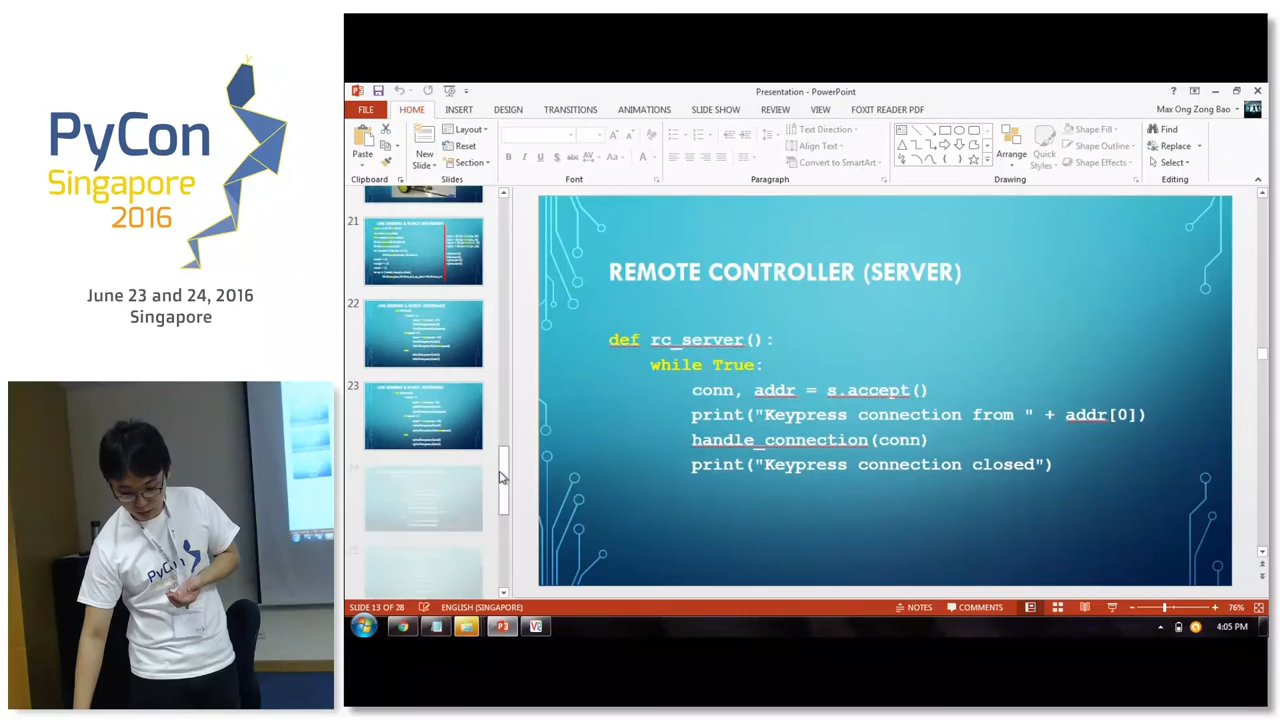 PyCon
Singapore
2016
June 23 and 24, 2016
Singapore
PyCon
Presentation - PowerPoint
FILE
HOME
INSERT
DESIGN
TRANSITIONS
ANIMATIONS
SLIDE SHOW
REVIEW
VIEW
FOXIT READER PDF
Max Ong Zong Bao
Paste
Clipboard
New
Slide
Layout
Reset
Section
Slides
Font
Text Direction
Align Text
Convert to SmartArt
Paragraph
Arrange
Quick
Styles
Shape Fill
Shape Outline
Shape Effects
Drawing
Find
Replace
Select
Editing
21
22
23
REMOTE CONTROLLER (SERVER)
def rc_server():
while True:
conn, addr = s.accept()
print("Keypress connection from " + addr[0])
handle_connection(conn)
print("Keypress connection closed")
SLIDE 13 OF 28
ENGLISH (SINGAPORE)
NOTES
COMMENTS
76%
4:05 PM